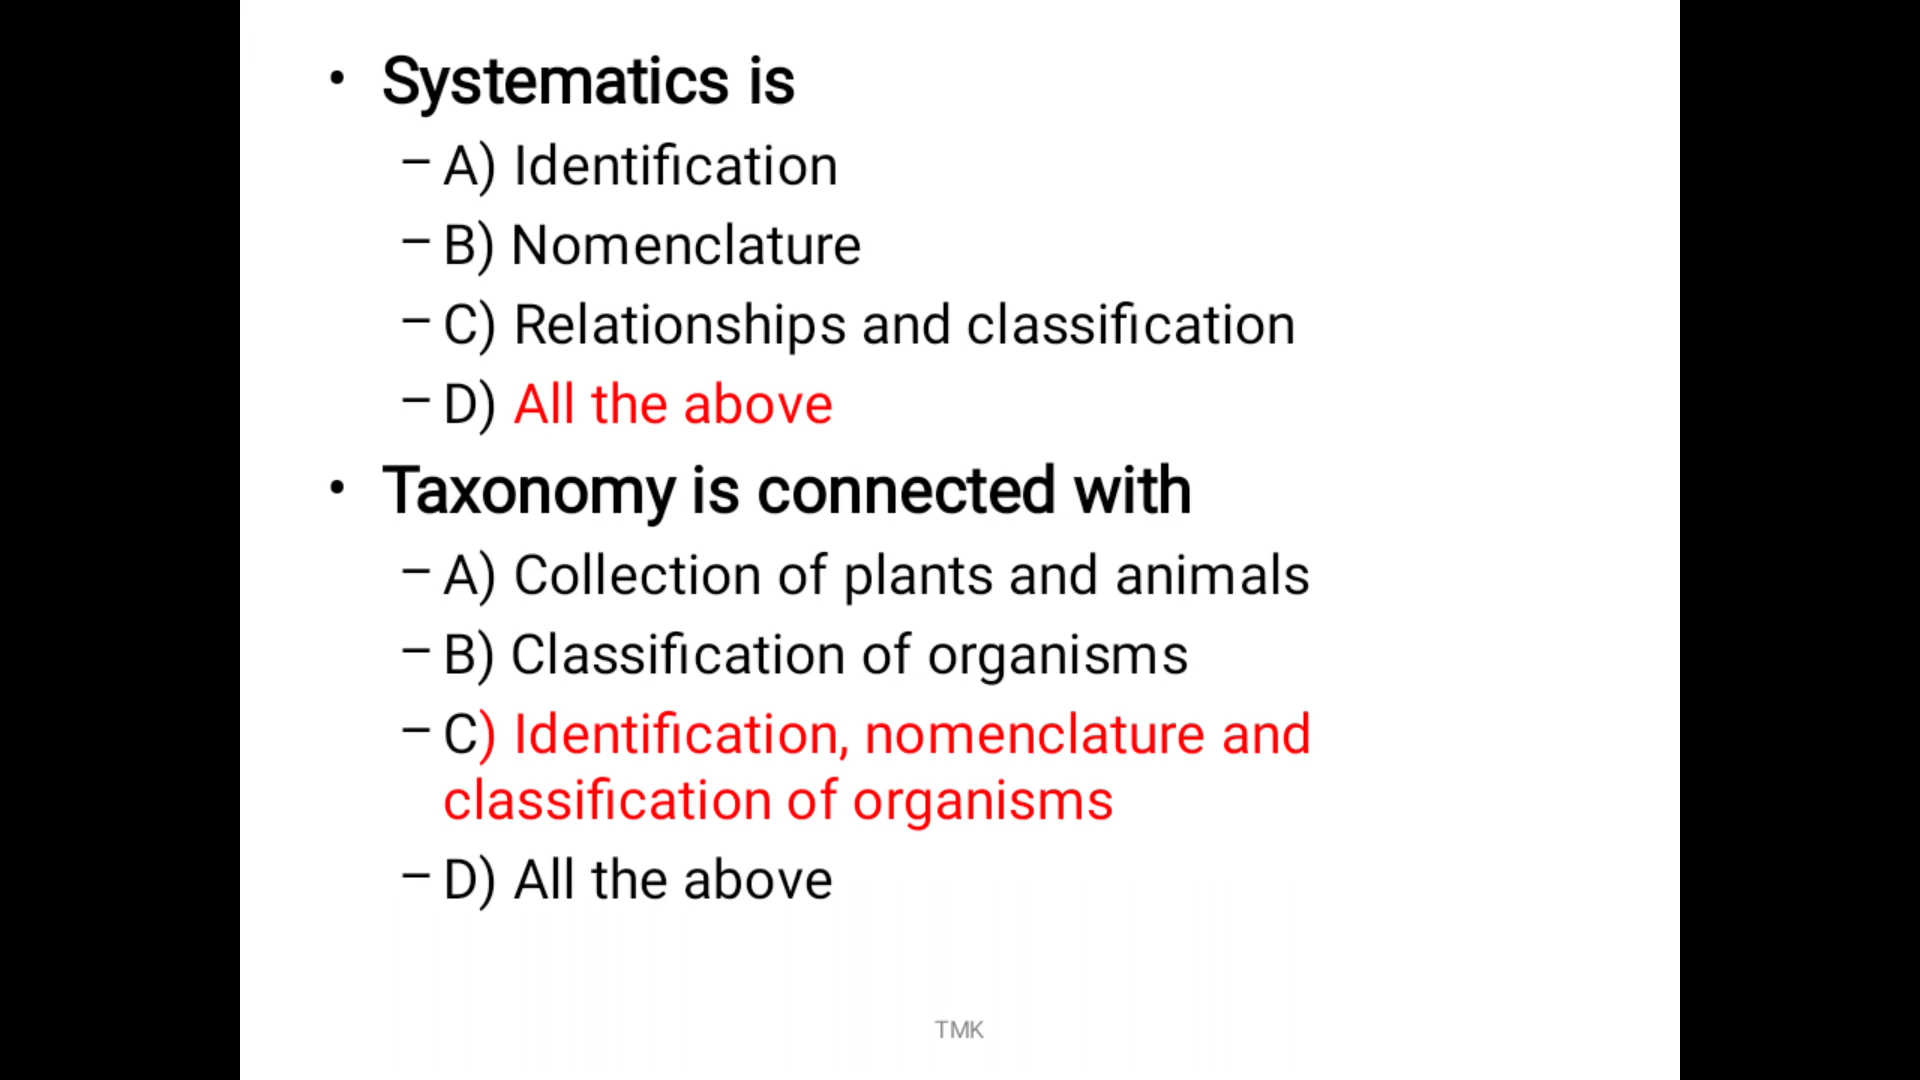 • Systematics is
– A) Identification
– B) Nomenclature
– C) Relationships and classification
– D) All the above
• Taxonomy is connected with
– A) Collection of plants and animals
– B) Classification of organisms
– C) Identification, nomenclature and
classification of organisms
– D) All the above
TMK